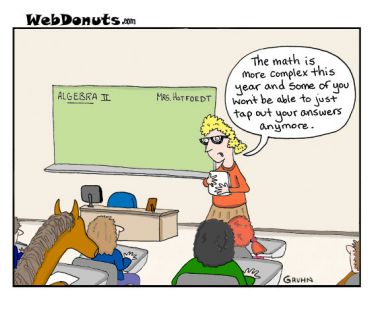 WebDonuts.com
ALGEBRA II
MRS. HOTFOEDT
The math is
more complex this
year and some of you
won't be able to just
tap out your answers
anymore.
GRUHN